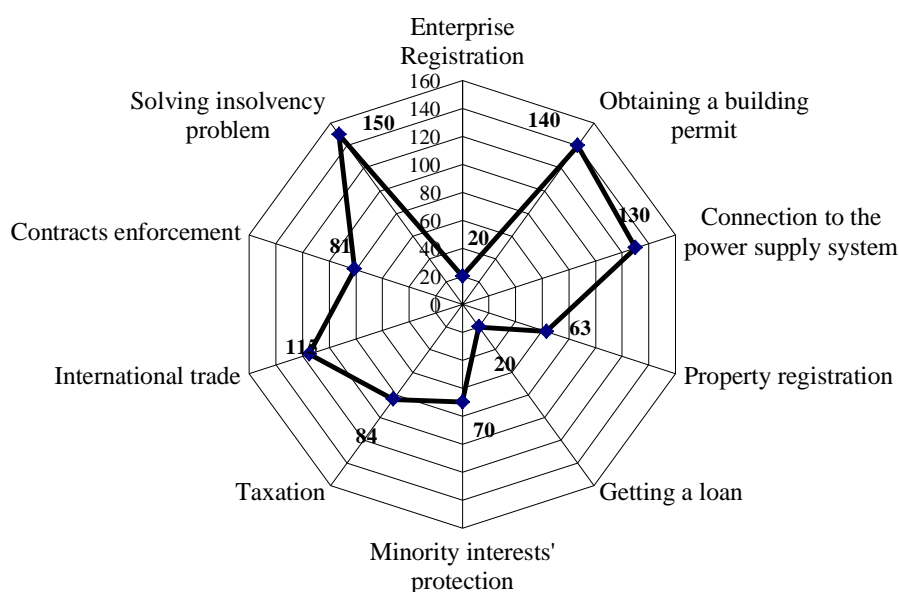 Enterprise
Registration
160
Solving insolvency
problem
140
150
140
Obtaining a building
permit
120
100
80
130
Connection to the
power supply system
Contracts enforcement
81
60
20
40
20
0
63
115
20
International trade
Property registration
84
70
Taxation
Getting a loan
Minority interests'
protection